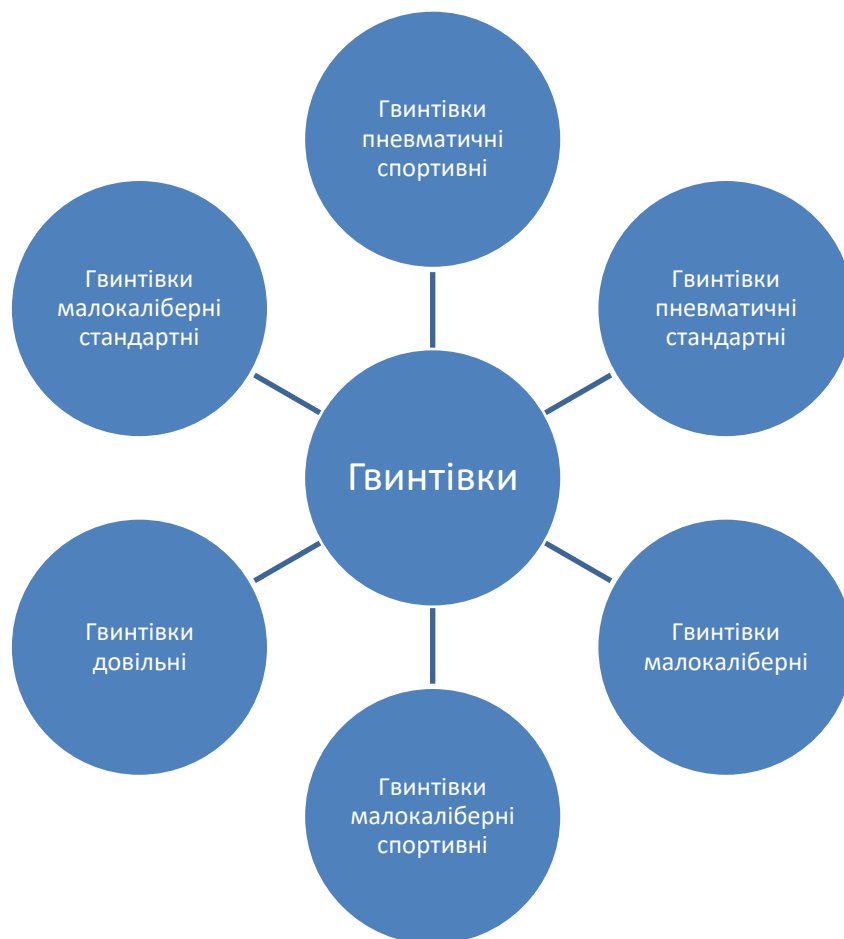 Гвинтівки
пневматичні
спортивні
Гвинтівки
малокаліберні
стандартні
Гвинтівки
пневматичні
стандартні
Гвинтівки
Гвинтівки
довільні
Гвинтівки
малокаліберні
Гвинтівки
малокаліберні
спортивні